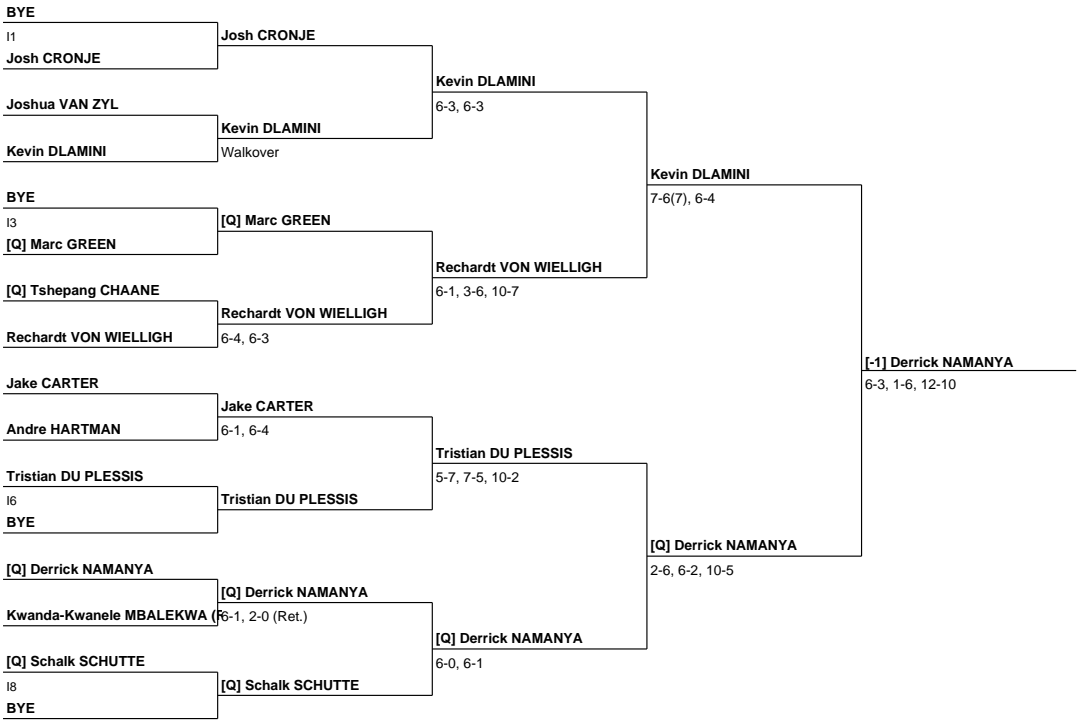 BYE
I1
Josh CRONJE
Joshua VAN ZYL
Kevin DLAMINI
BYE
I3
[Q] Marc GREEN
[Q] Tshepang CHAANE
Rechardt VON WIELLIGH
Jake CARTER
Andre HARTMAN
Tristian DU PLESSIS
I6
BYE
[Q] Derrick NAMANYA
Kwanda-Kwanele MBALEKWA (
[Q] Schalk SCHUTTE
I8
BYE
Josh CRONJE
Kevin DLAMINI
Walkover
[Q] Marc GREEN
Rechardt VON WIELLIGH
6-4, 6-3
Jake CARTER
6-1, 6-4
Tristian DU PLESSIS
[Q] Derrick NAMANYA
6-1, 2-0 (Ret.)
[Q] Schalk SCHUTTE
Kevin DLAMINI
6-3, 6-3
Rechardt VON WIELLIGH
6-1, 3-6, 10-7
Tristian DU PLESSIS
5-7, 7-5, 10-2
[Q] Derrick NAMANYA
6-0, 6-1
Kevin DLAMINI
7-6(7), 6-4
[Q] Derrick NAMANYA
2-6, 6-2, 10-5
[-1] Derrick NAMANYA
6-3, 1-6, 12-10